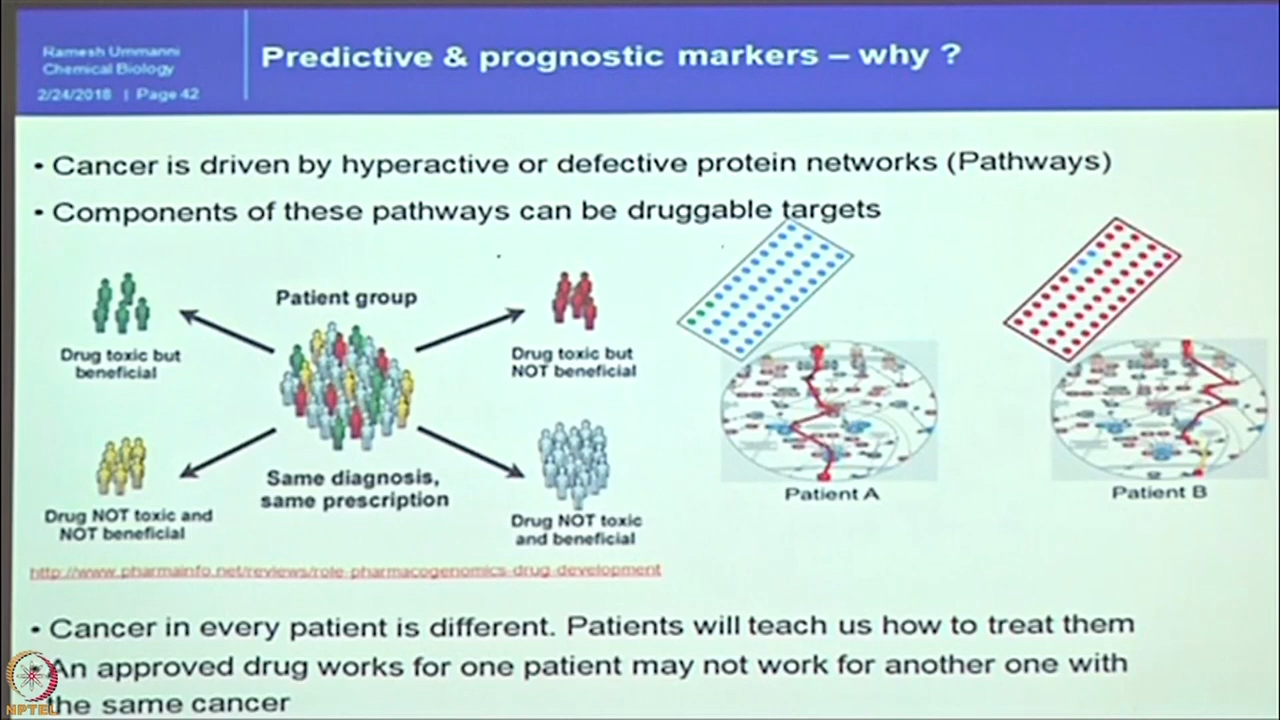 Ramesh Ummanni
Chemical Biology
2/24/2018 | Page 42
Predictive & prognostic markers – why ?
• Cancer is driven by hyperactive or defective protein networks (Pathways)
• Components of these pathways can be druggable targets
Patient group
Drug toxic but
beneficial
Drug toxic but
NOT beneficial
Same diagnosis,
same prescription
Drug NOT toxic and
NOT beneficial
Drug NOT toxic
and beneficial
Patient A
Patient B
http://www.pharmainfo.net/reviews/role-pharmacogenomics-drug-development
• Cancer in every patient is different. Patients will teach us how to treat them
• An approved drug works for one patient may not work for another one with
the same cancer
NPTEL